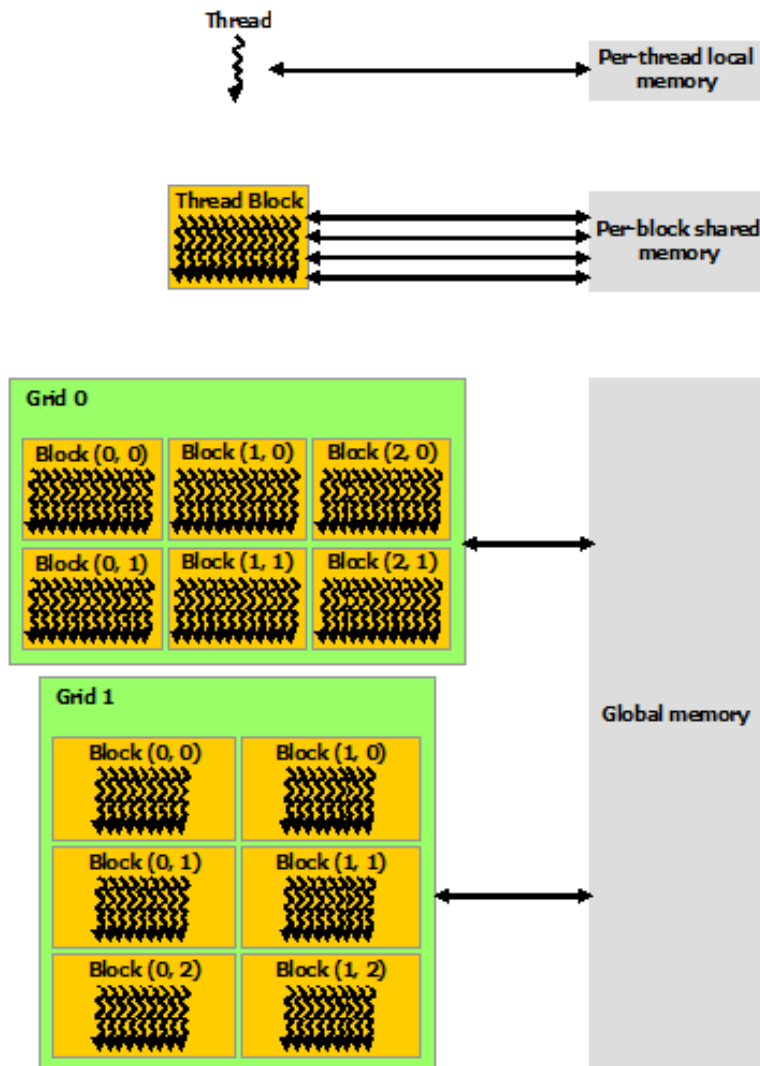 Thread
Per-thread local
memory
Thread Block
Per-block shared
memory
Grid 0
Block (0, 0)
Block (1, 0)
Block (2, 0)
Block (0, 1)
Block (1, 1)
Block (2, 1)
Grid 1
Global memory
Block (0, 0)
Block (1, 0)
Block (0, 1)
Block (1, 1)
Block (0, 2)
Block (1, 2)